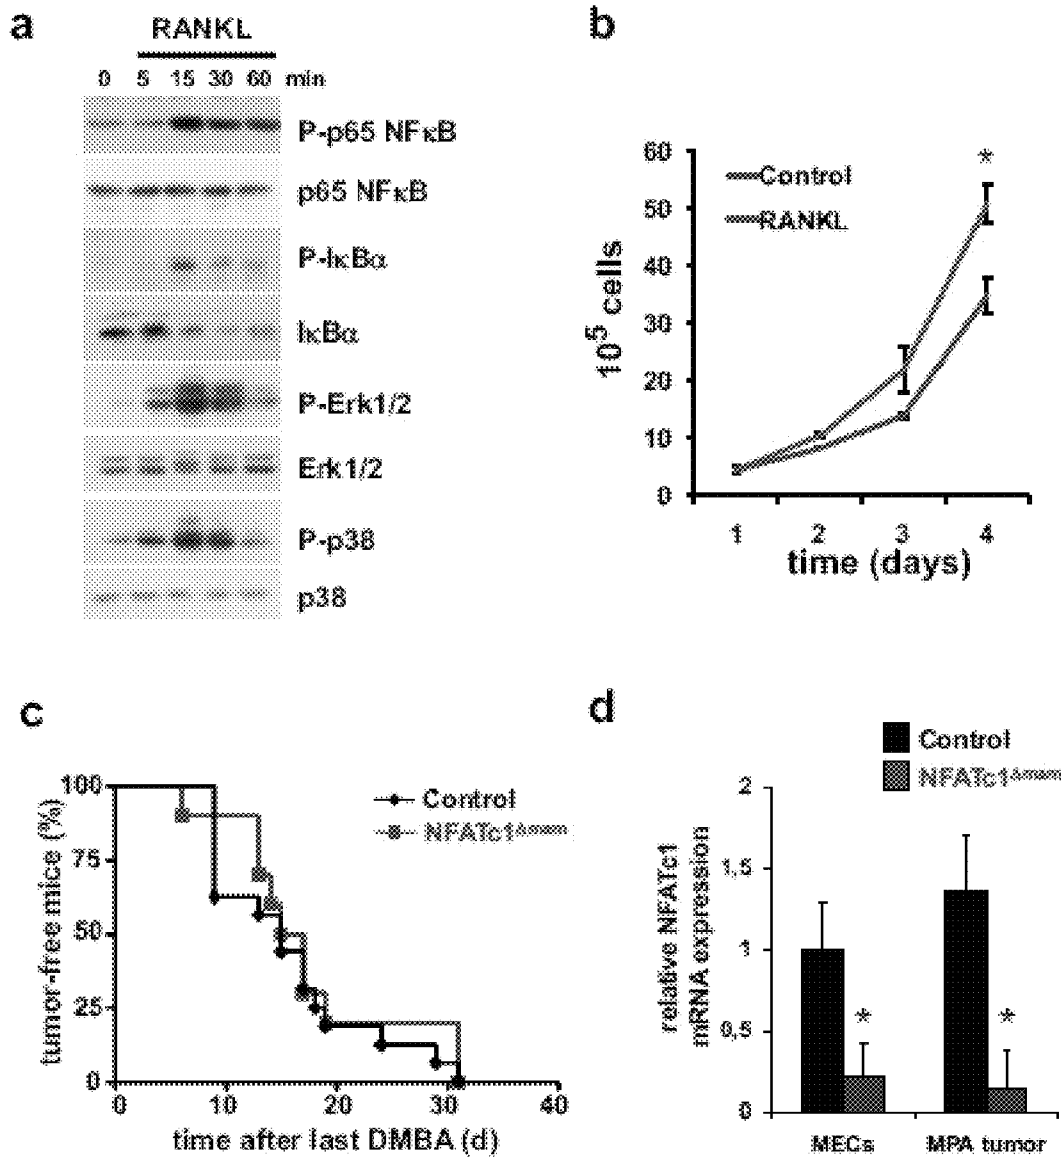 a
RANKL
0 5 15 30 60 min
P-p65 NFκB
p65 NFκB
P-IκBα
IκBα
P-Erk1/2
Erk1/2
P-p38
p38
b
60
50
40
30
20
10
0
10⁵ cells
*
Control
RANKL
1 2 3 4
time (days)
c
100
75
50
25
0
tumor-free mice (%)
Control
NFATc1Δmam
0 10 20 30 40
time after last DMBA (d)
d
Control
NFATc1Δmam
2
1,5
1
0,5
0
relative NFATc1
mRNA expression
* *
MECs MPA tumor